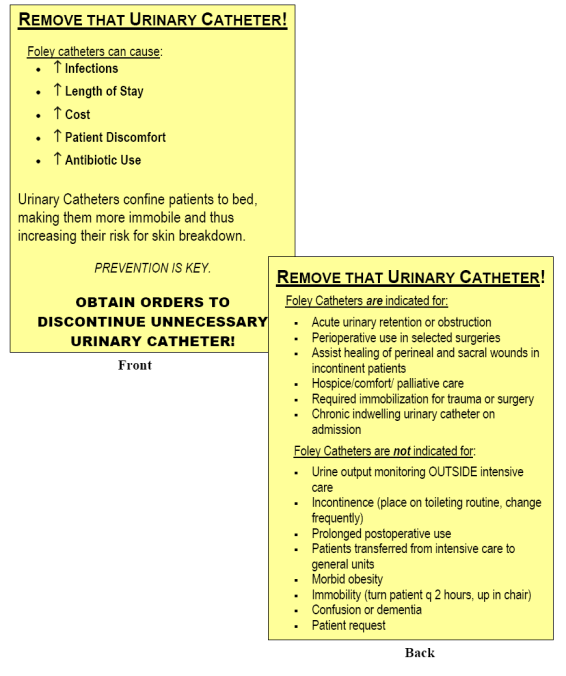 REMOVE THAT URINARY CATHETER!
Foley catheters can cause:
• ↑ Infections
• ↑ Length of Stay
• ↑ Cost
• ↑ Patient Discomfort
• ↑ Antibiotic Use
Urinary Catheters confine patients to bed,
making them more immobile and thus
increasing their risk for skin breakdown.
PREVENTION IS KEY.
OBTAIN ORDERS TO
DISCONTINUE UNNECESSARY
URINARY CATHETER!
Front
REMOVE THAT URINARY CATHETER!
Foley Catheters are indicated for:
▪ Acute urinary retention or obstruction
▪ Perioperative use in selected surgeries
▪ Assist healing of perineal and sacral wounds in
incontinent patients
▪ Hospice/comfort/ palliative care
▪ Required immobilization for trauma or surgery
▪ Chronic indwelling urinary catheter on
admission
Foley Catheters are not indicated for:
▪ Urine output monitoring OUTSIDE intensive
care
▪ Incontinence (place on toileting routine, change
frequently)
▪ Prolonged postoperative use
▪ Patients transferred from intensive care to
general units
▪ Morbid obesity
▪ Immobility (turn patient q 2 hours, up in chair)
▪ Confusion or dementia
▪ Patient request
Back